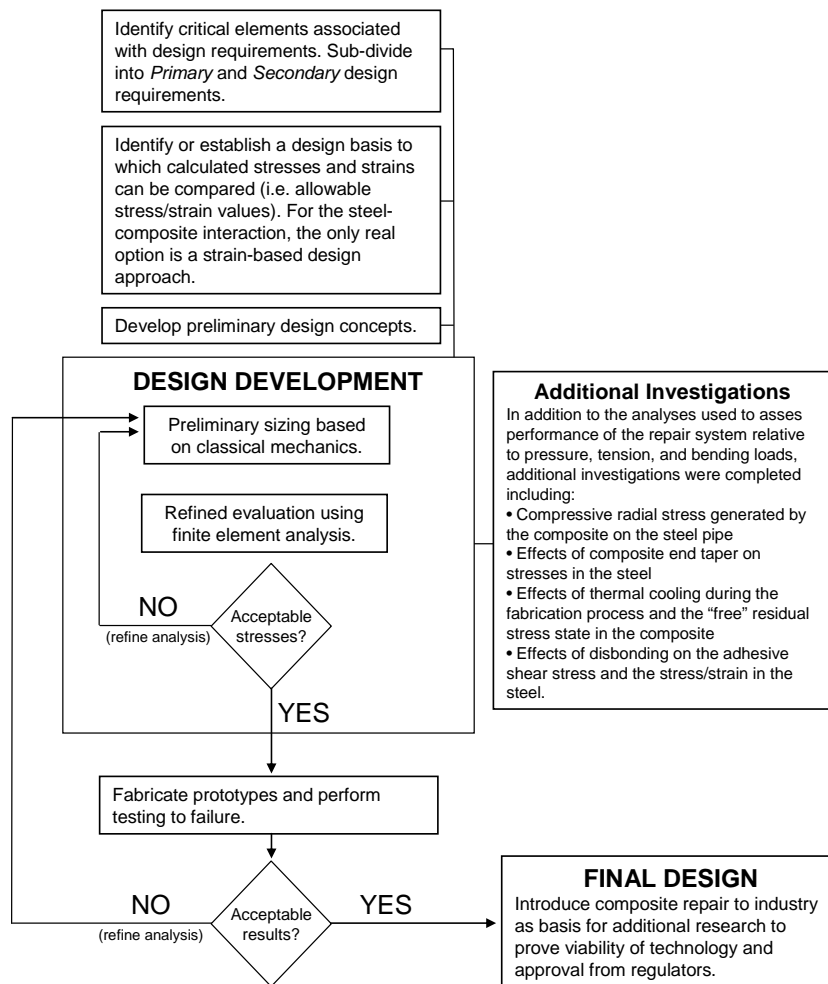 Identify critical elements associated
with design requirements. Sub-divide
into Primary and Secondary design
requirements.
Identify or establish a design basis to
which calculated stresses and strains
can be compared (i.e. allowable
stress/strain values). For the steel-
composite interaction, the only real
option is a strain-based design
approach.
Develop preliminary design concepts.
DESIGN DEVELOPMENT
Preliminary sizing based
on classical mechanics.
Refined evaluation using
finite element analysis.
Acceptable
stresses?
NO
(refine analysis)
YES
Additional Investigations
In addition to the analyses used to asses
performance of the repair system relative
to pressure, tension, and bending loads,
additional investigations were completed
including:
• Compressive radial stress generated by
the composite on the steel pipe
• Effects of composite end taper on
stresses in the steel
• Effects of thermal cooling during the
fabrication process and the “free” residual
stress state in the composite
• Effects of disbonding on the adhesive
shear stress and the stress/strain in the
steel.
Fabricate prototypes and perform
testing to failure.
Acceptable
results?
NO
(refine analysis)
YES
FINAL DESIGN
Introduce composite repair to industry
as basis for additional research to
prove viability of technology and
approval from regulators.